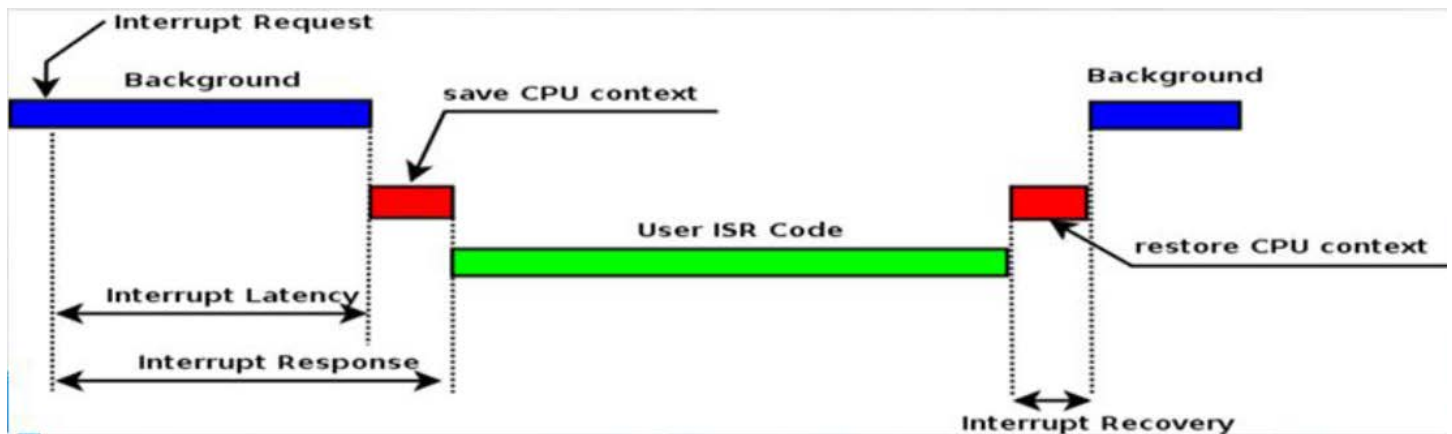 Interrupt Request
Background
Background
save CPU context
User ISR Code
restore CPU context
Interrupt Latency
Interrupt Response
Interrupt Recovery